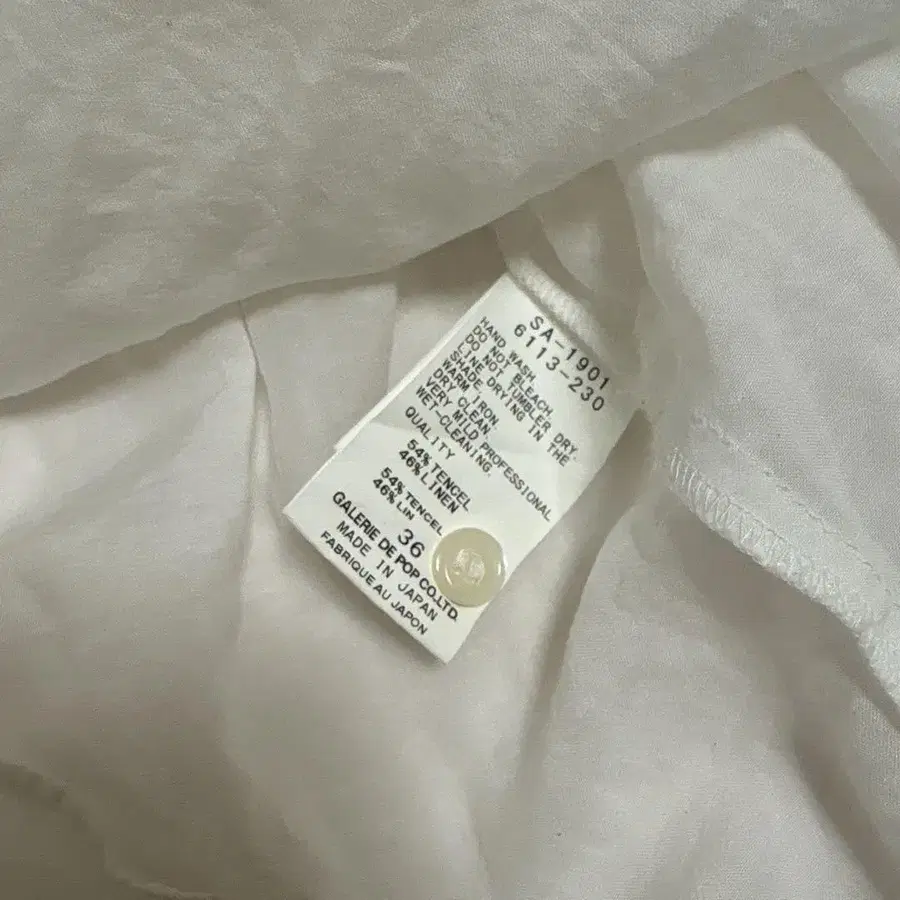 SA-1901
6113-230
HAND WASH.
DO NOT BLEACH.
DO NOT TUMBLER DRY.
LINE DRYING IN THE
SHADE.
WARM IRON.
DRY CLEAN.
VERY MILD PROFESSIONAL
WET-CLEANING.
QUALITY
54% TENCEL
46% LINEN
54% TENCEL
46% LIN
36
GALERIE DE POP CO.,LTD.
MADE IN JAPAN
FABRIQUE AU JAPON